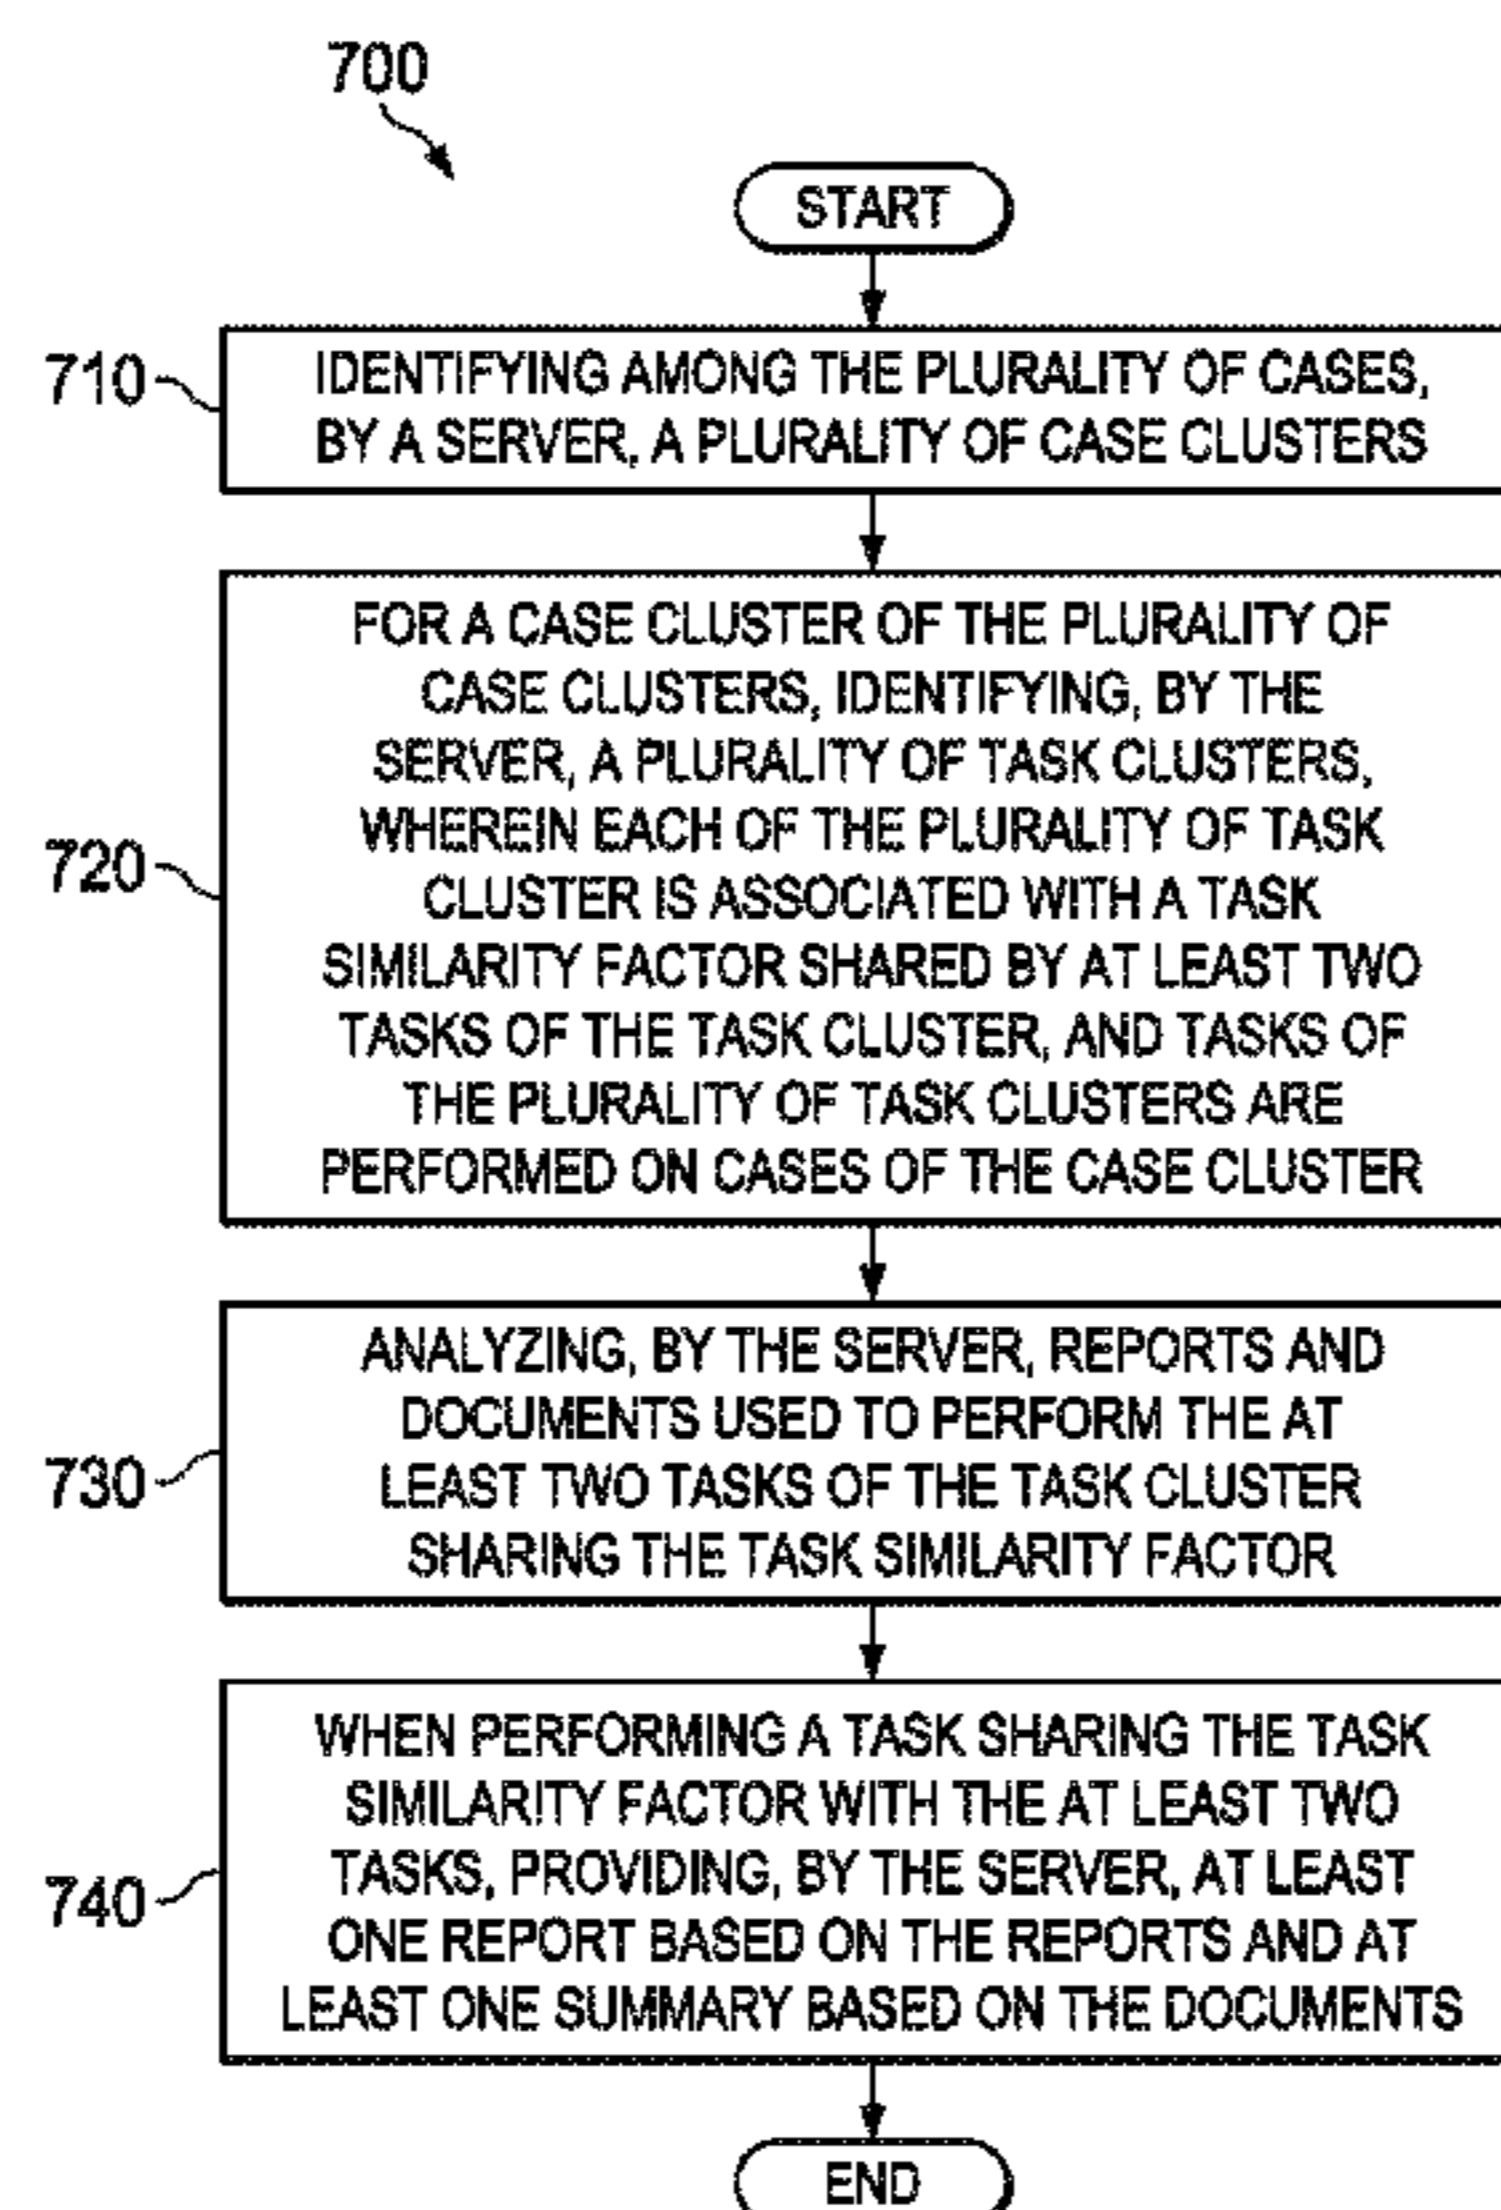 700
START
710
IDENTIFYING AMONG THE PLURALITY OF CASES,
BY A SERVER, A PLURALITY OF CASE CLUSTERS
720
FOR A CASE CLUSTER OF THE PLURALITY OF
CASE CLUSTERS, IDENTIFYING, BY THE
SERVER, A PLURALITY OF TASK CLUSTERS,
WHEREIN EACH OF THE PLURALITY OF TASK
CLUSTER IS ASSOCIATED WITH A TASK
SIMILARITY FACTOR SHARED BY AT LEAST TWO
TASKS OF THE TASK CLUSTER, AND TASKS OF
THE PLURALITY OF TASK CLUSTERS ARE
PERFORMED ON CASES OF THE CASE CLUSTER
730
ANALYZING, BY THE SERVER, REPORTS AND
DOCUMENTS USED TO PERFORM THE AT
LEAST TWO TASKS OF THE TASK CLUSTER
SHARING THE TASK SIMILARITY FACTOR
740
WHEN PERFORMING A TASK SHARING THE TASK
SIMILARITY FACTOR WITH THE AT LEAST TWO
TASKS, PROVIDING, BY THE SERVER, AT LEAST
ONE REPORT BASED ON THE REPORTS AND AT
LEAST ONE SUMMARY BASED ON THE DOCUMENTS
END